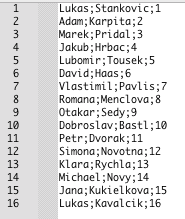 1 Lukas;Stankovic;1
2 Adam;Karpita;2
3 Marek;Pridal;3
4 Jakub;Hrbac;4
5 Lubomir;Tousek;5
6 David;Haas;6
7 Vlastimil;Pavlis;7
8 Romana;Menclova;8
9 Otakar;Sedy;9
10 Dobroslav;Bastl;10
11 Petr;Dvorak;11
12 Simona;Novotna;12
13 Klara;Rychla;13
14 Michael;Novy;14
15 Jana;Kukielkova;15
16 Lukas;Kavalcik;16